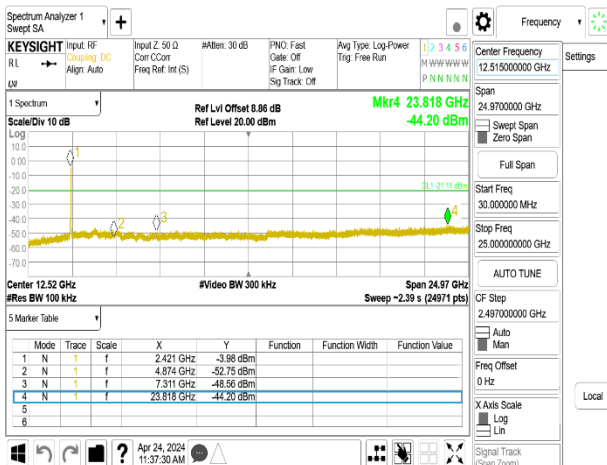 Spectrum Analyzer 1
Swept SA
Frequency
KEYSIGHT
RL
LXI
Input: RF
Coupling: DC
Align: Auto
Input Z: 50 Ω
Corr CCorr
Freq Ref: Int (S)
#Atten: 30 dB
PNO: Fast
Gate: Off
IF Gain: Low
Sig Track: Off
Avg Type: Log-Power
Trig: Free Run
1 2 3 4 5 6
M W W W W W
P N N N N N
1 Spectrum
Scale/Div 10 dB
Ref Lvl Offset 8.86 dB
Ref Level 20.00 dBm
Mkr4 23.818 GHz
-44.20 dBm
Log
10.0
0.00
-10.0
-20.0
-30.0
-40.0
-50.0
-60.0
-70.0
1
2
3
4
DL1 -21.11 dBm
Center 12.52 GHz
#Res BW 100 kHz
#Video BW 300 kHz
Span 24.97 GHz
Sweep ~2.39 s (24971 pts)
5 Marker Table
Mode Trace Scale X Y Function Function Width Function Value
1 N 1 f 2.421 GHz -3.98 dBm
2 N 1 f 4.874 GHz -52.75 dBm
3 N 1 f 7.311 GHz -48.56 dBm
4 N 1 f 23.818 GHz -44.20 dBm
5
6
?
Apr 24, 2024
11:37:30 AM
Center Frequency
12.515000000 GHz
Span
24.9700000 GHz
Swept Span
Zero Span
Full Span
Start Freq
30.000000 MHz
Stop Freq
25.000000000 GHz
AUTO TUNE
CF Step
2.497000000 GHz
Auto
Man
Freq Offset
0 Hz
X Axis Scale
Log
Lin
Signal Track
(Span Zoom)
Settings
Local